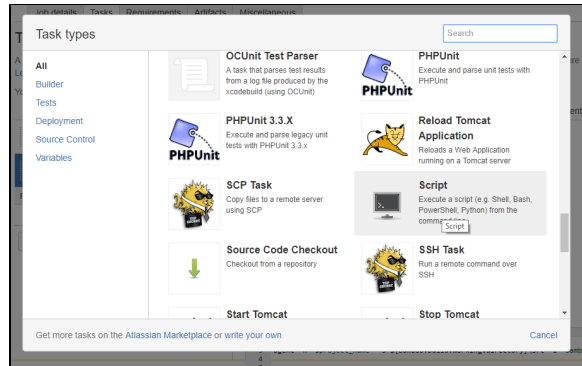 Job details Tasks Requirements Artifacts Miscellaneous
Task types
Search
All
Builder
Tests
Deployment
Source Control
Variables
OCUnit Test Parser
A task that parses test results
from a log file produced by the
xcodebuild (using OCUnit)
PHPUnit
PHPUnit
Execute and parse unit tests with
PHPUnit
PHPUnit
PHPUnit 3.3.X
Execute and parse legacy unit
tests with PHPUnit 3.3.x
Reload Tomcat
Application
Reloads a Web Application
running on a Tomcat server
SCP Task
Copy files to a remote server
using SCP
Script
Execute a script (e.g. Shell, Bash,
PowerShell, Python) from the
command line
Script
Source Code Checkout
Checkout from a repository
SSH Task
Run a remote command over
SSH
Start Tomcat
Stop Tomcat
Get more tasks on the Atlassian Marketplace or write your own
Cancel